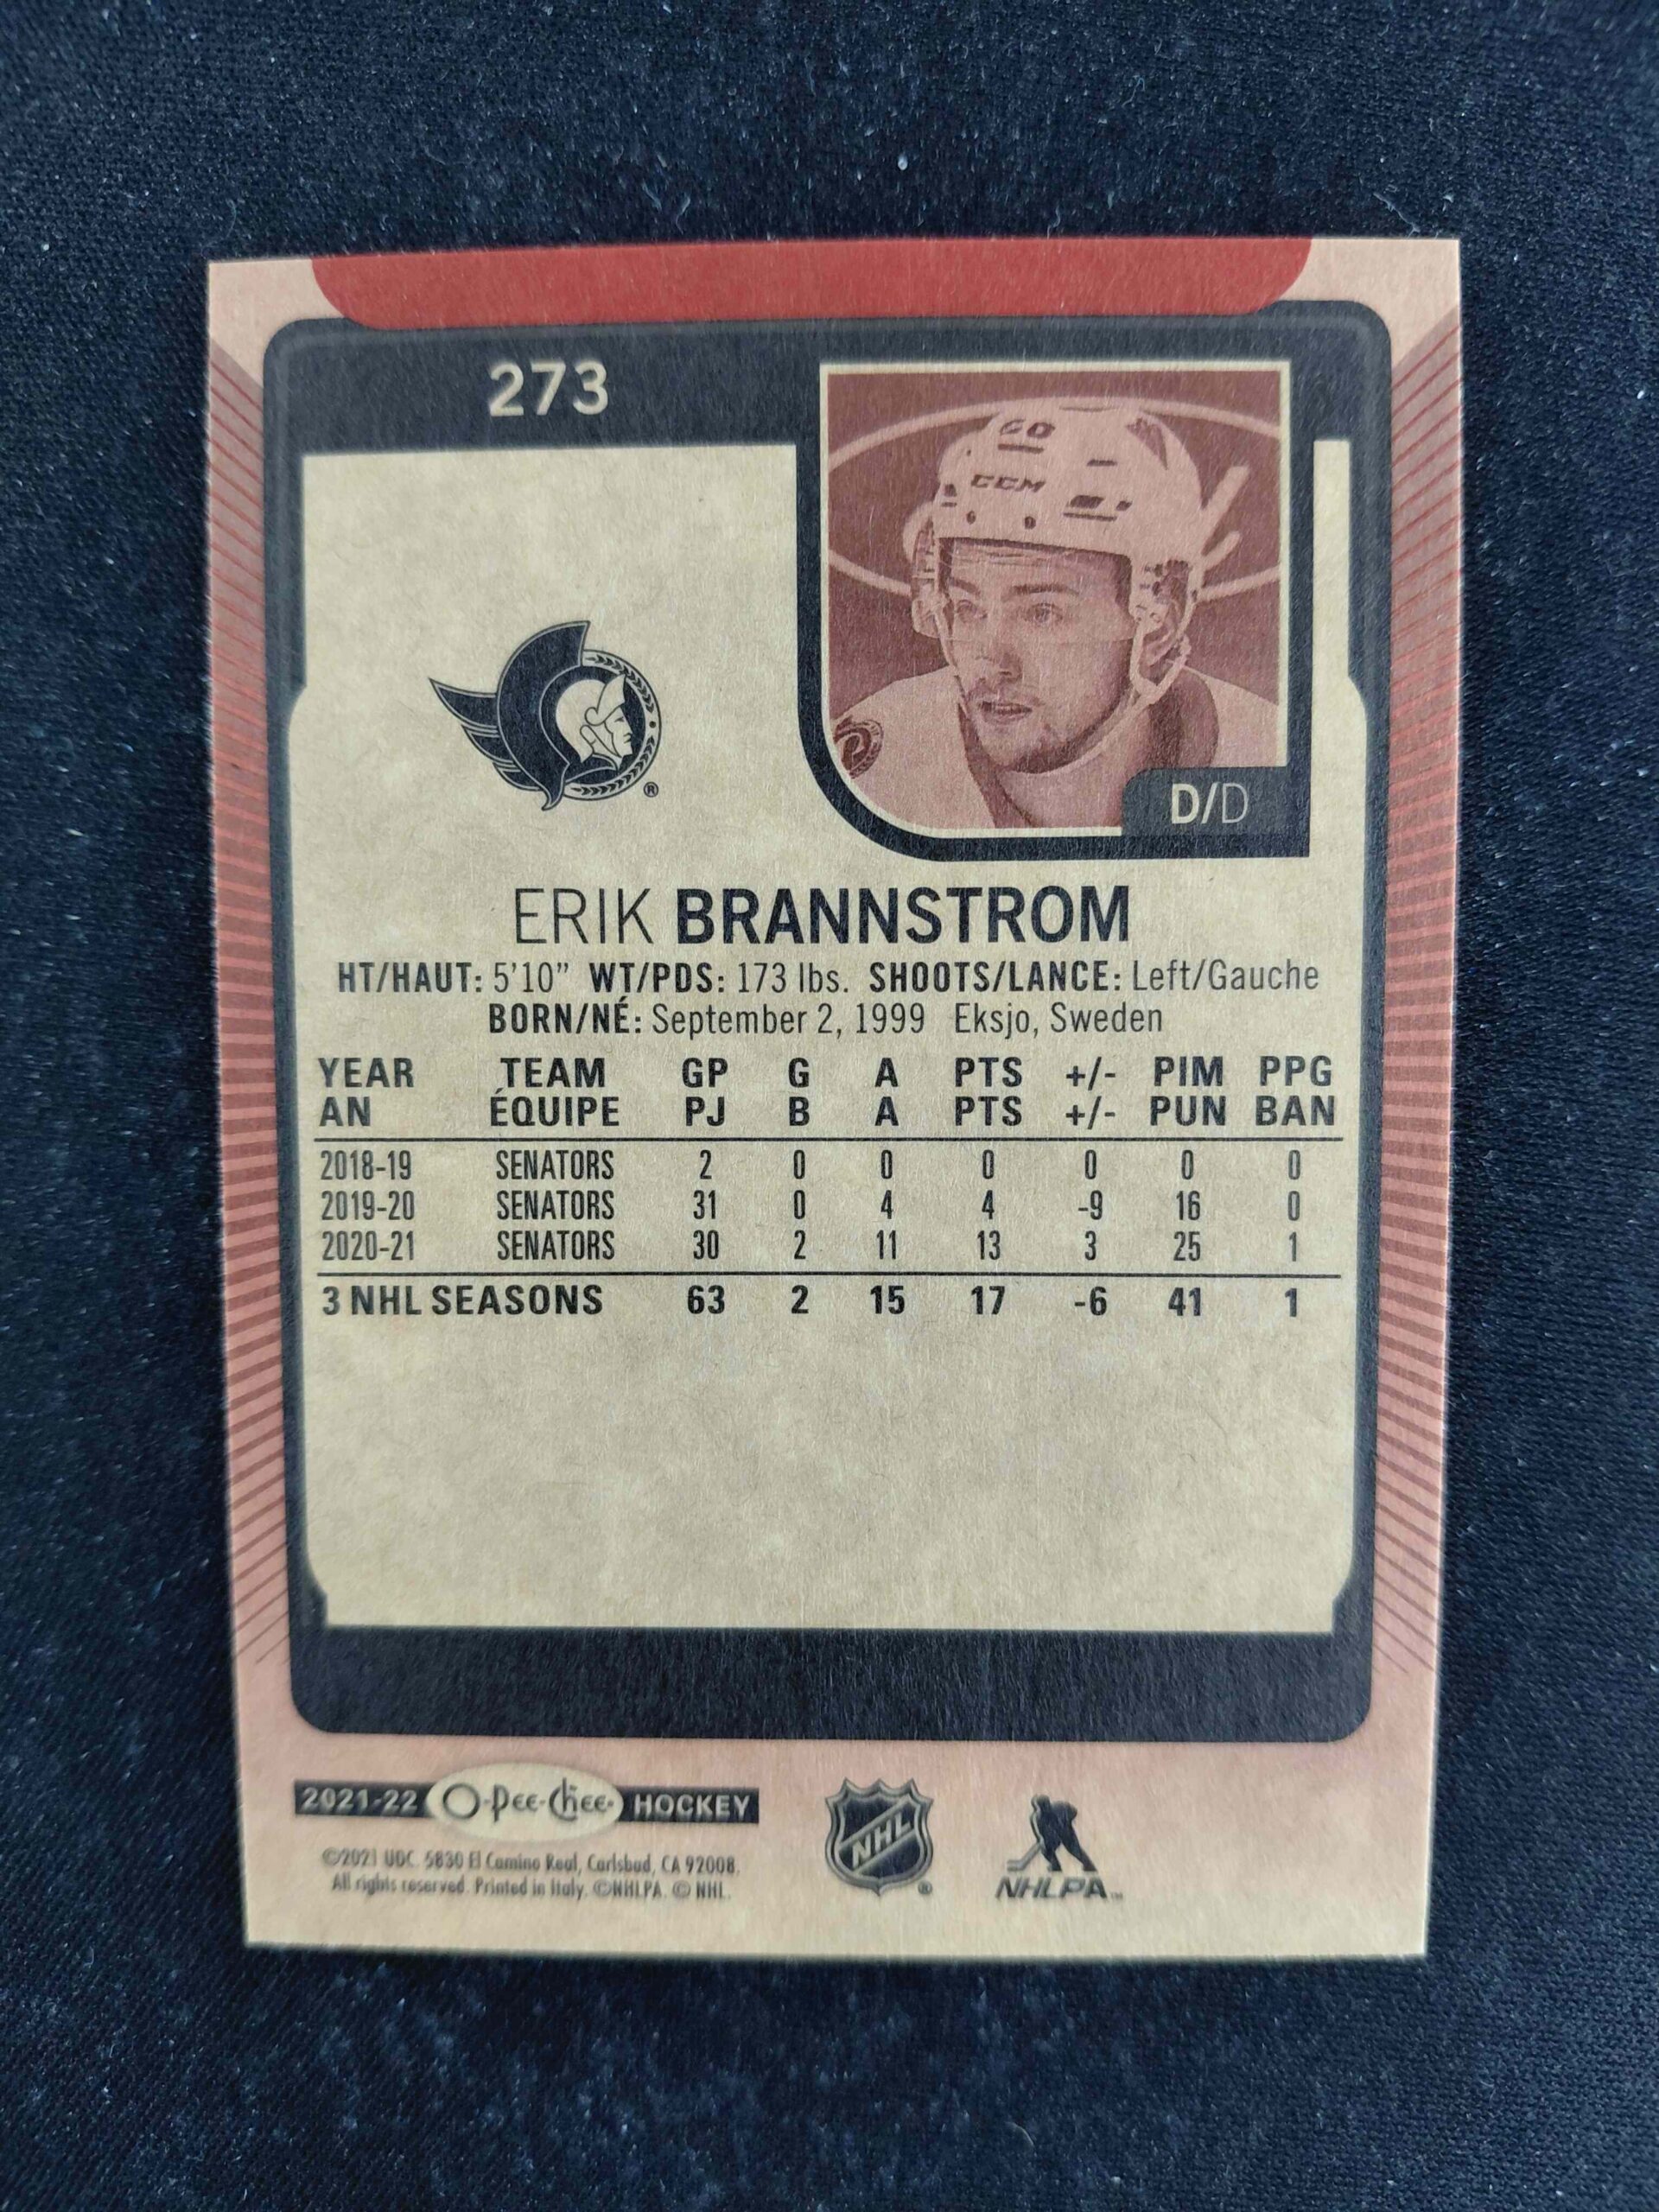 273
60
CCM
D/D
ERIK BRANNSTROM
HT/HAUT: 5'10" WT/PDS: 173 lbs. SHOOTS/LANCE: Left/Gauche
BORN/NÉ: September 2, 1999 Eksjo, Sweden
YEAR TEAM GP G A PTS +/- PIM PPG
AN ÉQUIPE PJ B A PTS +/- PUN BAN
2018-19 SENATORS 2 0 0 0 0 0 0
2019-20 SENATORS 31 0 4 4 -9 16 0
2020-21 SENATORS 30 2 11 13 3 25 1
3 NHL SEASONS 63 2 15 17 -6 41 1
2021-22 O-Pee-Chee HOCKEY
©2021 UDC. 5830 El Camino Real, Carlsbad, CA 92008.
All rights reserved. Printed in Italy. ©NHLPA. © NHL.
NHL ®
NHLPA™